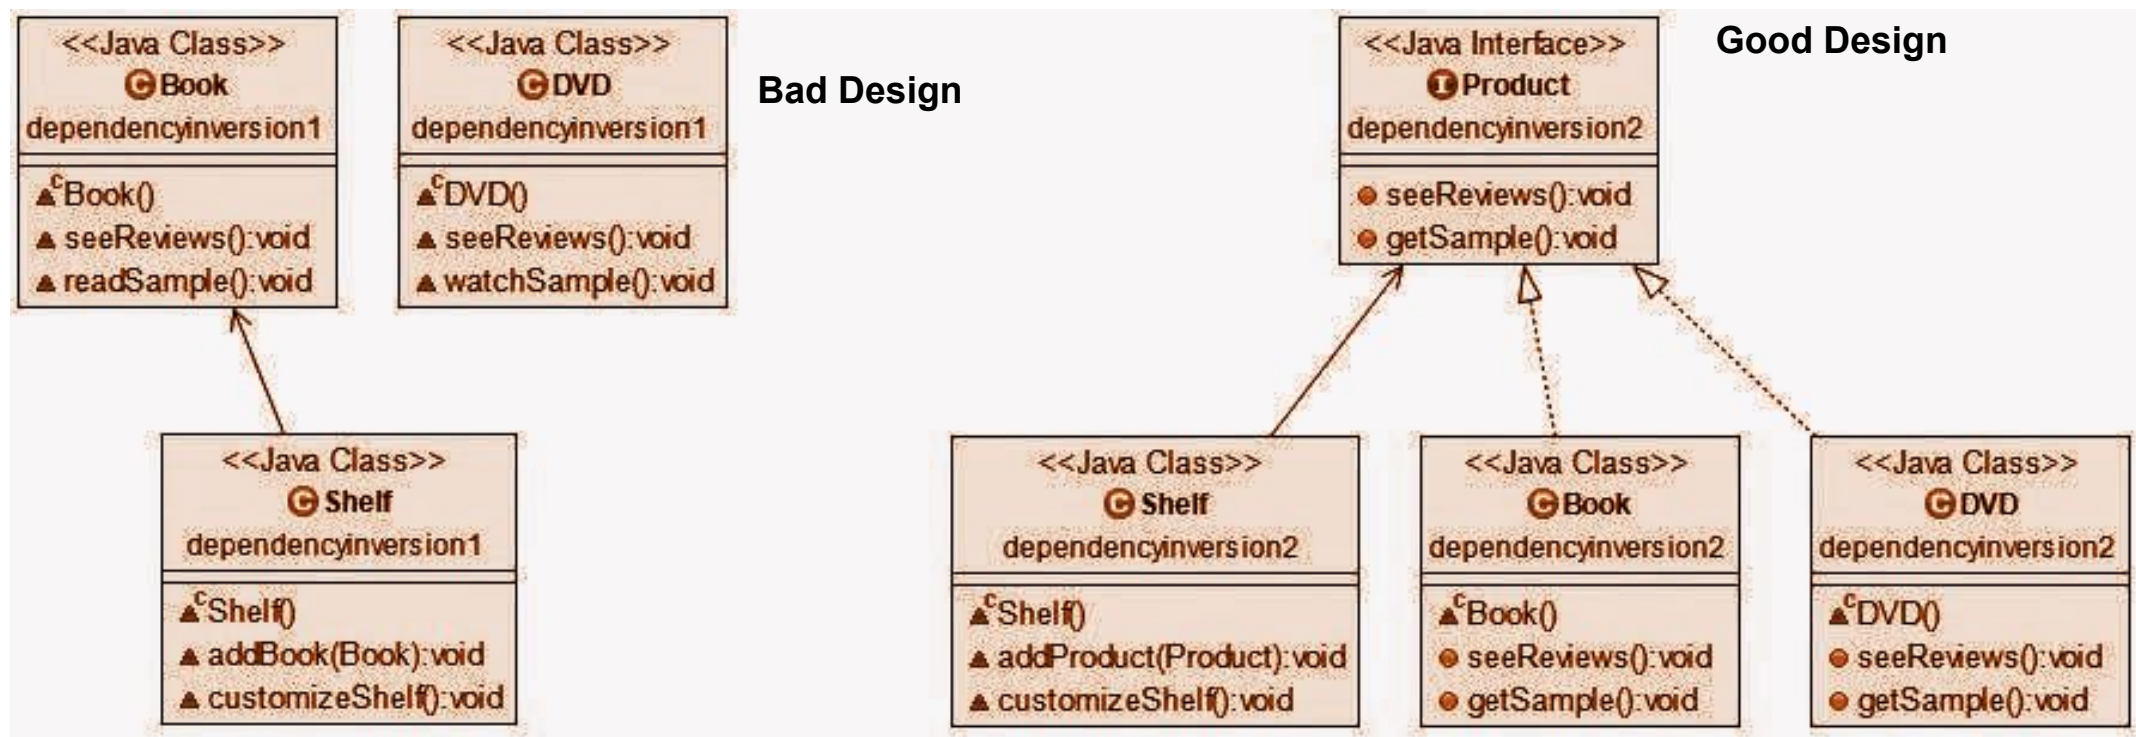 <<Java Class>>
C Book
dependencyinversion1
c Book()
seeReviews():void
readSample():void
<<Java Class>>
C DVD
dependencyinversion1
c DVD()
seeReviews():void
watchSample():void
Bad Design
<<Java Class>>
C Shelf
dependencyinversion1
c Shelf()
addBook(Book):void
customizeShelf():void
Good Design
<<Java Interface>>
I Product
dependencyinversion2
seeReviews():void
getSample():void
<<Java Class>>
C Shelf
dependencyinversion2
c Shelf()
addProduct(Product):void
customizeShelf():void
<<Java Class>>
C Book
dependencyinversion2
c Book()
seeReviews():void
getSample():void
<<Java Class>>
C DVD
dependencyinversion2
c DVD()
seeReviews():void
getSample():void